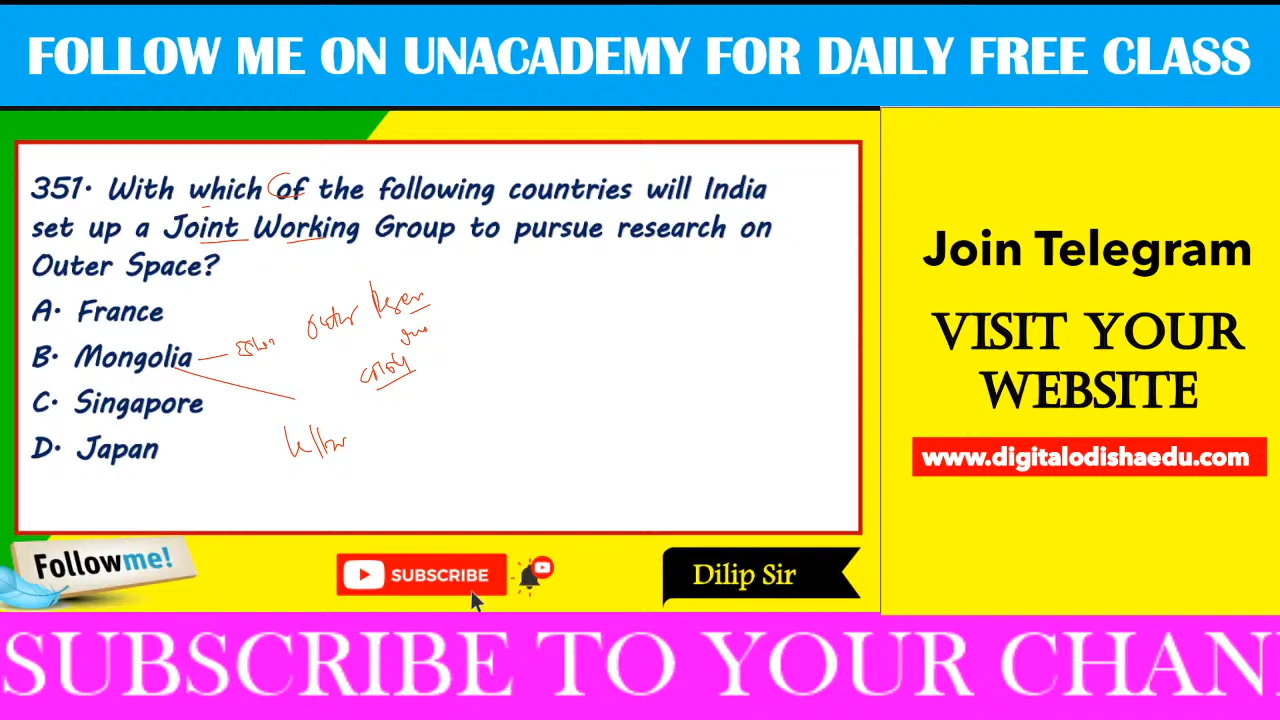 FOLLOW ME ON UNACADEMY FOR DAILY FREE CLASS
351. With which of the following countries will India
set up a Joint Working Group to pursue research on
Outer Space?
A. France
B. Mongolia
C. Singapore
D. Japan
Outer
Join Telegram
VISIT YOUR
WEBSITE
www.digitalodishaedu.com
Followme!
SUBSCRIBE
Dilip Sir
SUBSCRIBE TO YOUR CHAN